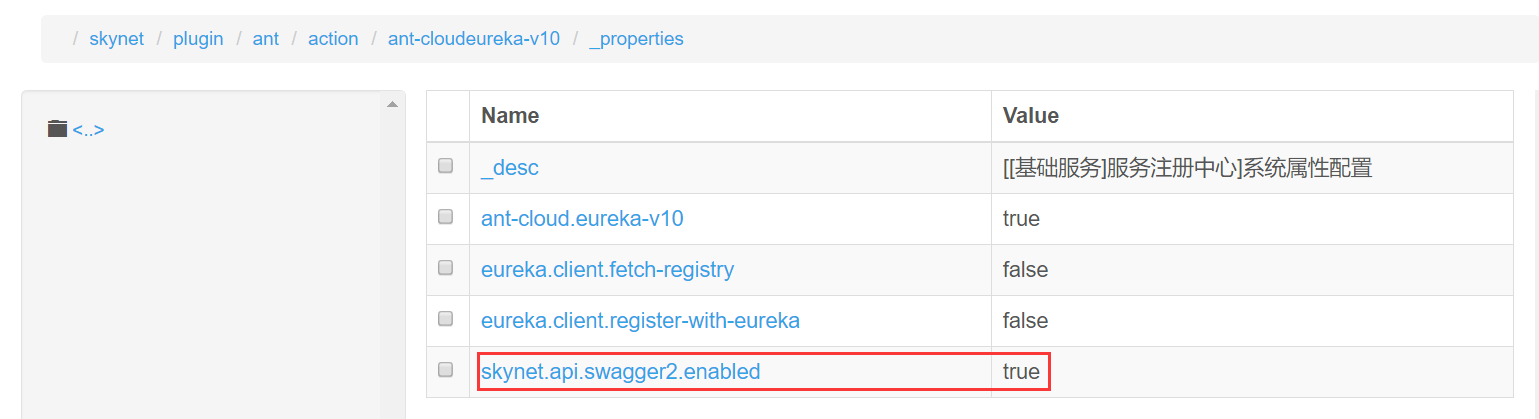 / skynet / plugin / ant / action / ant-cloudeureka-v10 / _properties
<..>
Name Value
_desc [[基础服务]服务注册中心]系统属性配置
ant-cloud.eureka-v10 true
eureka.client.fetch-registry false
eureka.client.register-with-eureka false
skynet.api.swagger2.enabled true